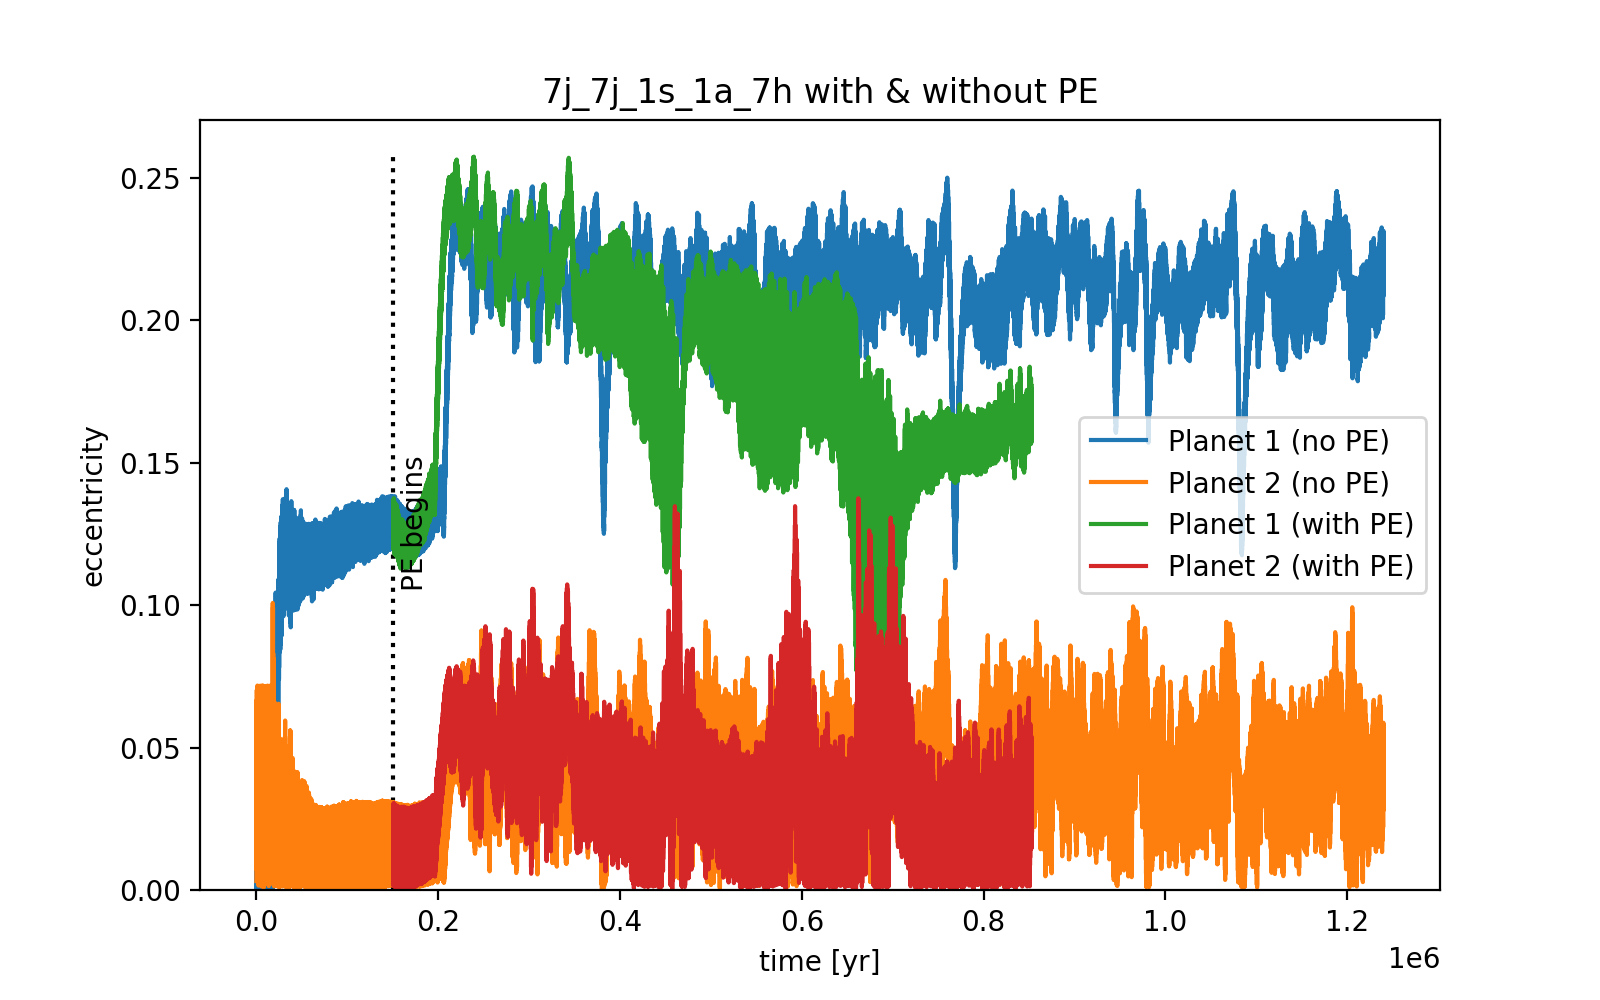 7j_7j_1s_1a_7h with & without PE
eccentricity
0.25
0.20
0.15
0.10
0.05
0.00
PE begins
Planet 1 (no PE)
Planet 2 (no PE)
Planet 1 (with PE)
Planet 2 (with PE)
0.0 0.2 0.4 0.6 0.8 1.0 1.2
time [yr]
1e6